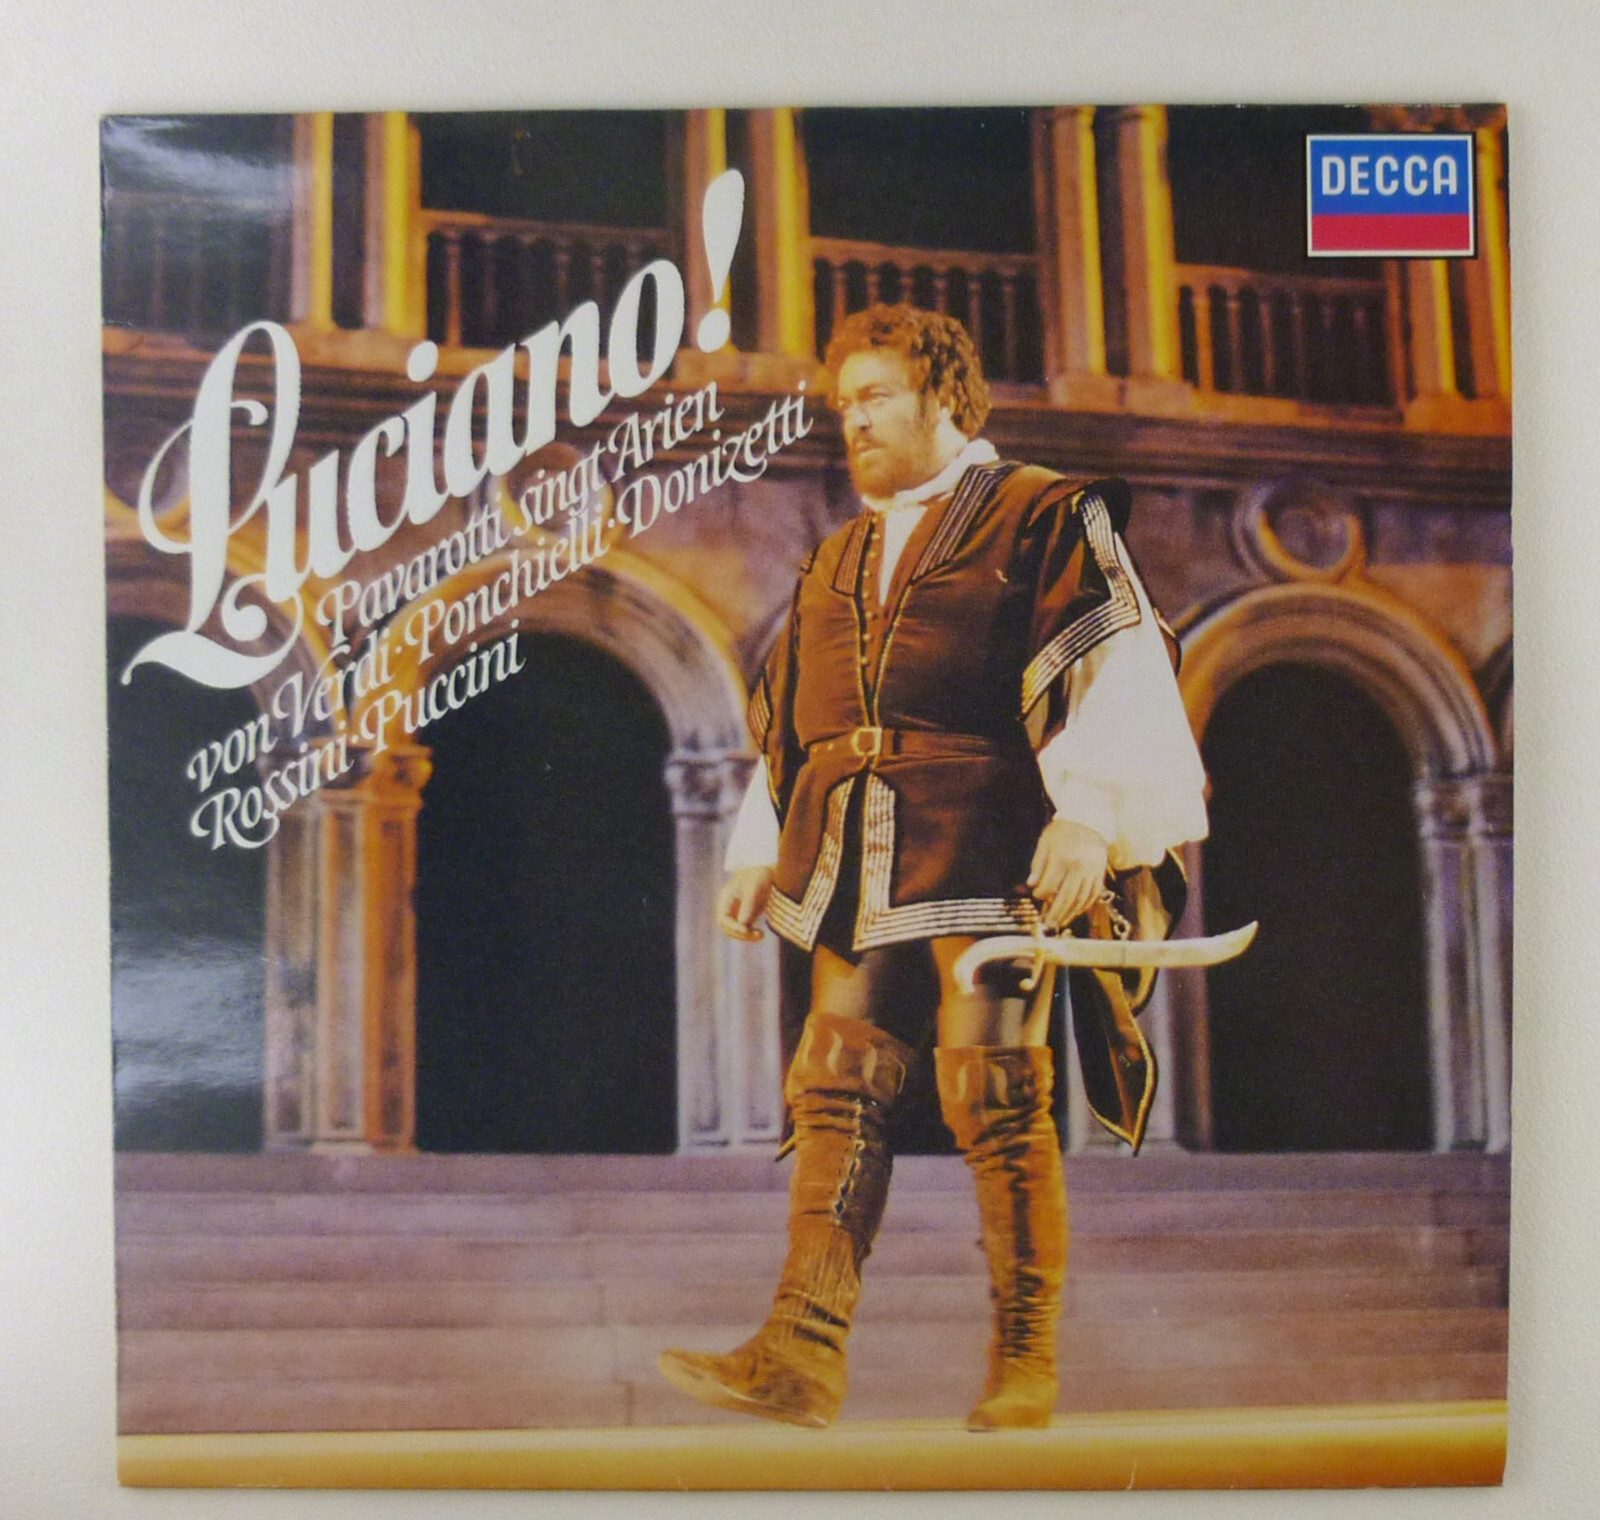 DECCA
Luciano!
Pavarotti singt Arien
von Verdi·Ponchielli·Donizetti
Rossini·Puccini